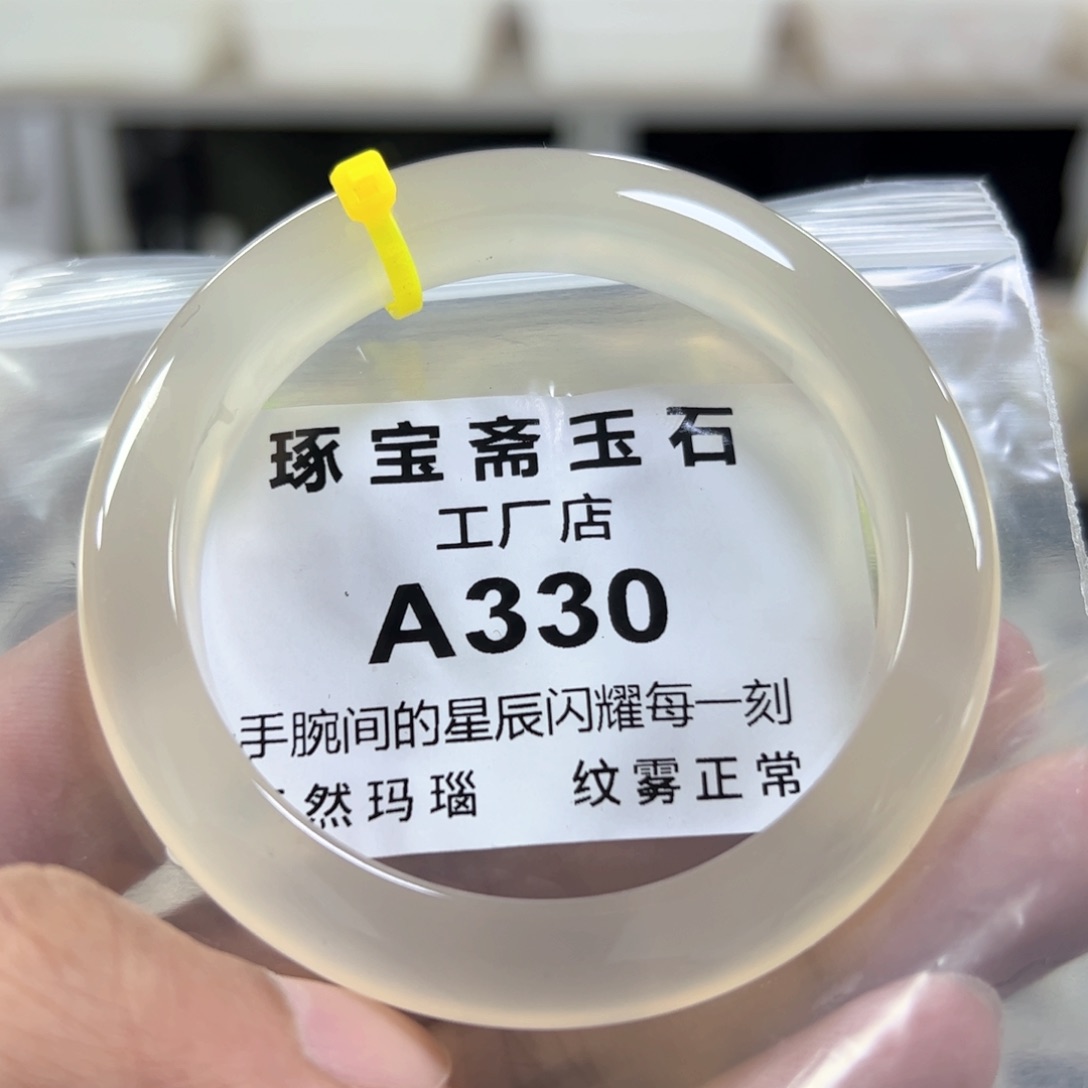 琢宝斋玉石
工厂店
A330
手腕间的星辰闪耀每一刻
然玛瑙 纹雾正常